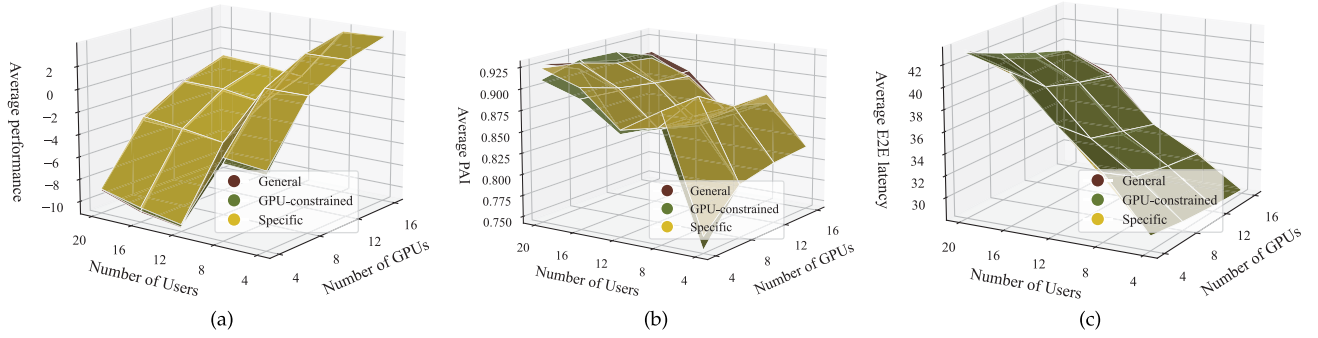 Average performance
2
0
−2
−4
−6
−8
−10
20
16
12
8
4
Number of Users
4
8
12
16
Number of GPUs
General
GPU-constrained
Specific
(a)
Average PAI
0.925
0.900
0.875
0.850
0.825
0.800
0.775
0.750
20
16
12
8
4
Number of Users
4
8
12
16
Number of GPUs
General
GPU-constrained
Specific
(b)
Average E2E latency
42
40
38
36
34
32
30
20
16
12
8
4
Number of Users
4
8
12
16
Number of GPUs
General
GPU-constrained
Specific
(c)